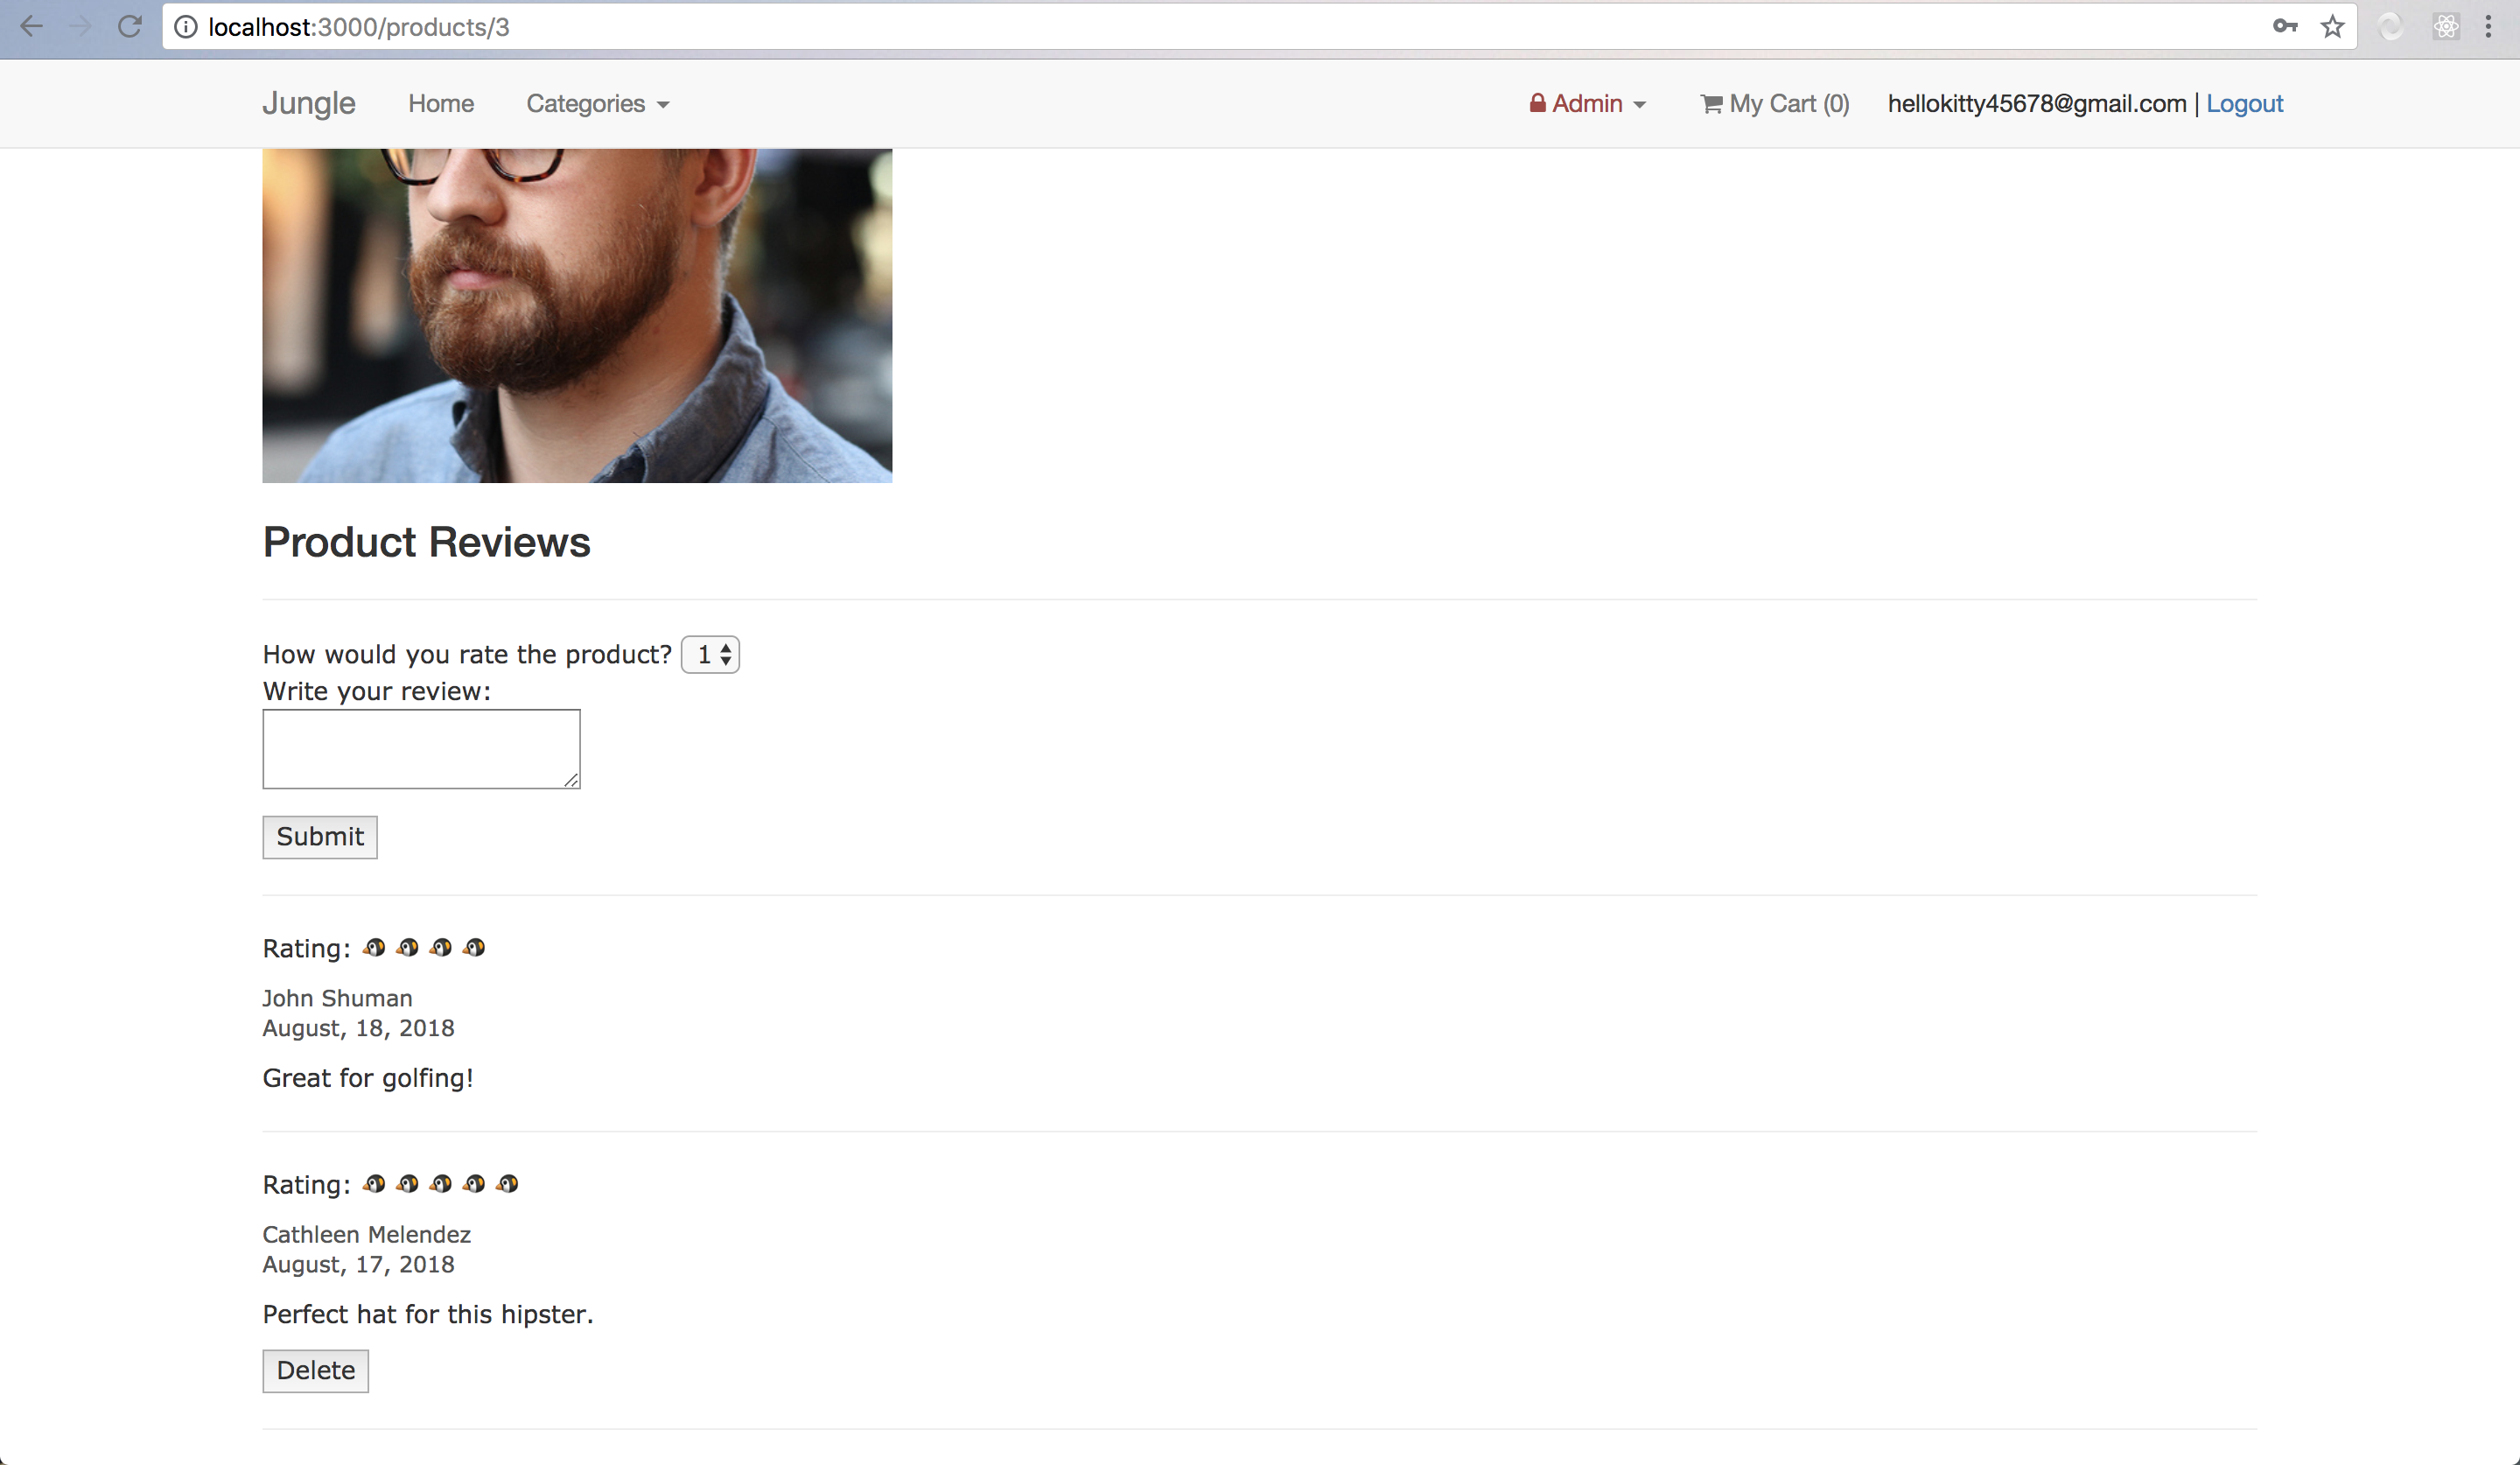 localhost:3000/products/3
Jungle Home Categories Admin My Cart (0) hellokitty45678@gmail.com | Logout
Product Reviews
How would you rate the product? 1
Write your review:
Submit
Rating: 🐧 🐧 🐧 🐧
John Shuman
August, 18, 2018
Great for golfing!
Rating: 🐧 🐧 🐧 🐧 🐧
Cathleen Melendez
August, 17, 2018
Perfect hat for this hipster.
Delete